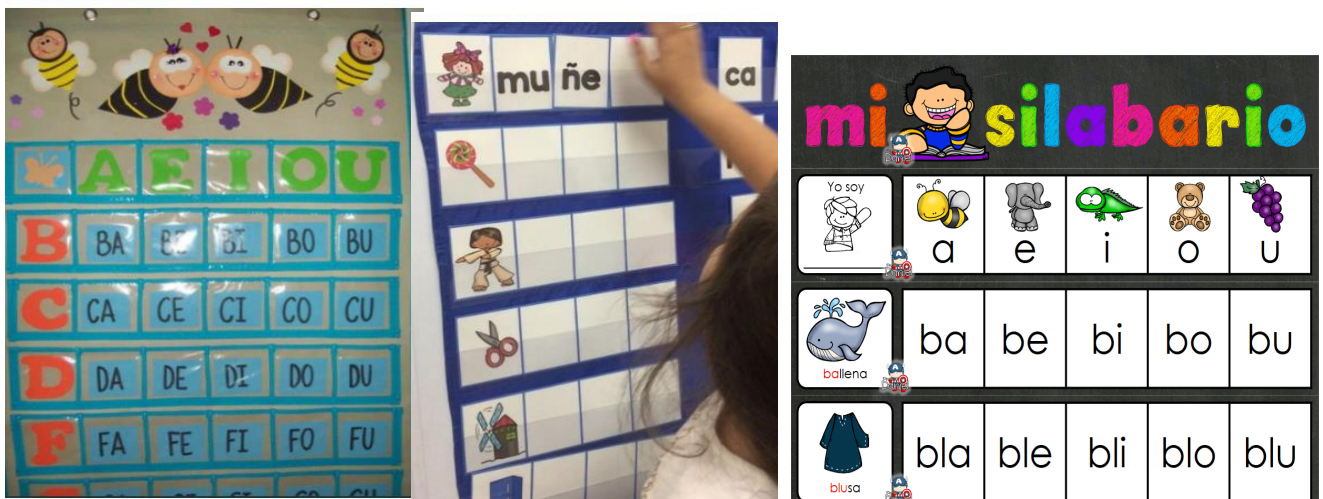 A E I O U
B BA BE BI BO BU
C CA CE CI CO CU
D DA DE DI DO DU
F FA FE FI FO FU
mu ñe
ca
mi silabario
Yo soy
a e i o u
ba be bi bo bu
ballena
bla ble bli blo blu
blusa